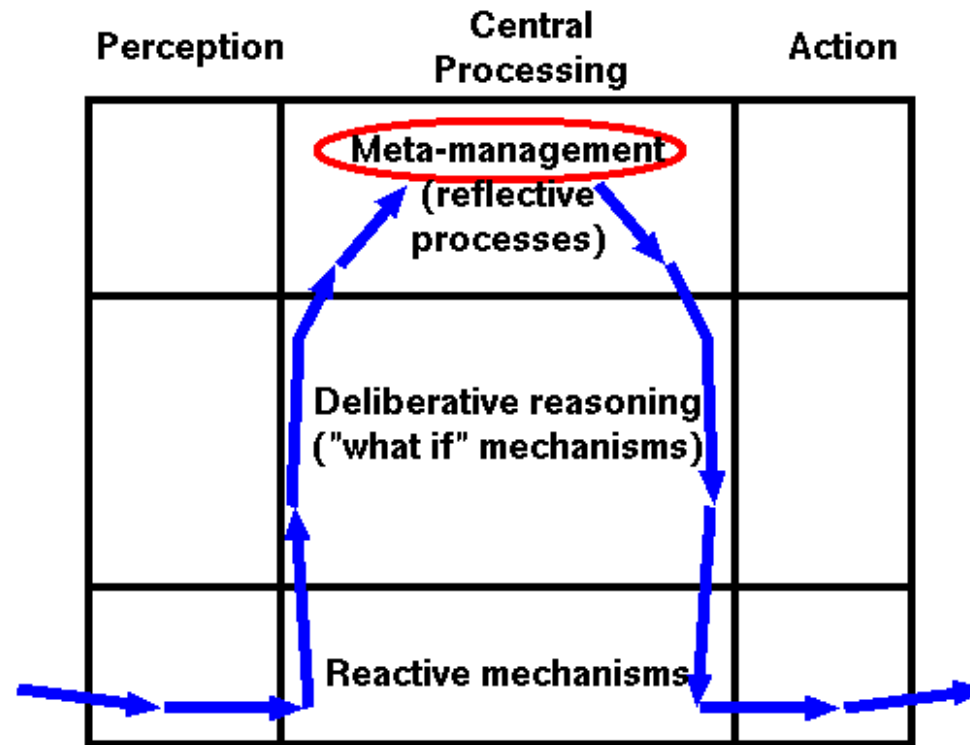 Perception
Central
Processing
Action
Meta-management
(reflective
processes)
Deliberative reasoning
("what if" mechanisms)
Reactive mechanisms